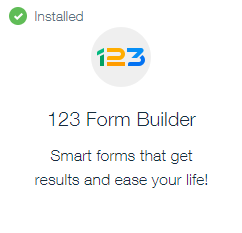 Installed
123
123 Form Builder
Smart forms that get
results and ease your life!